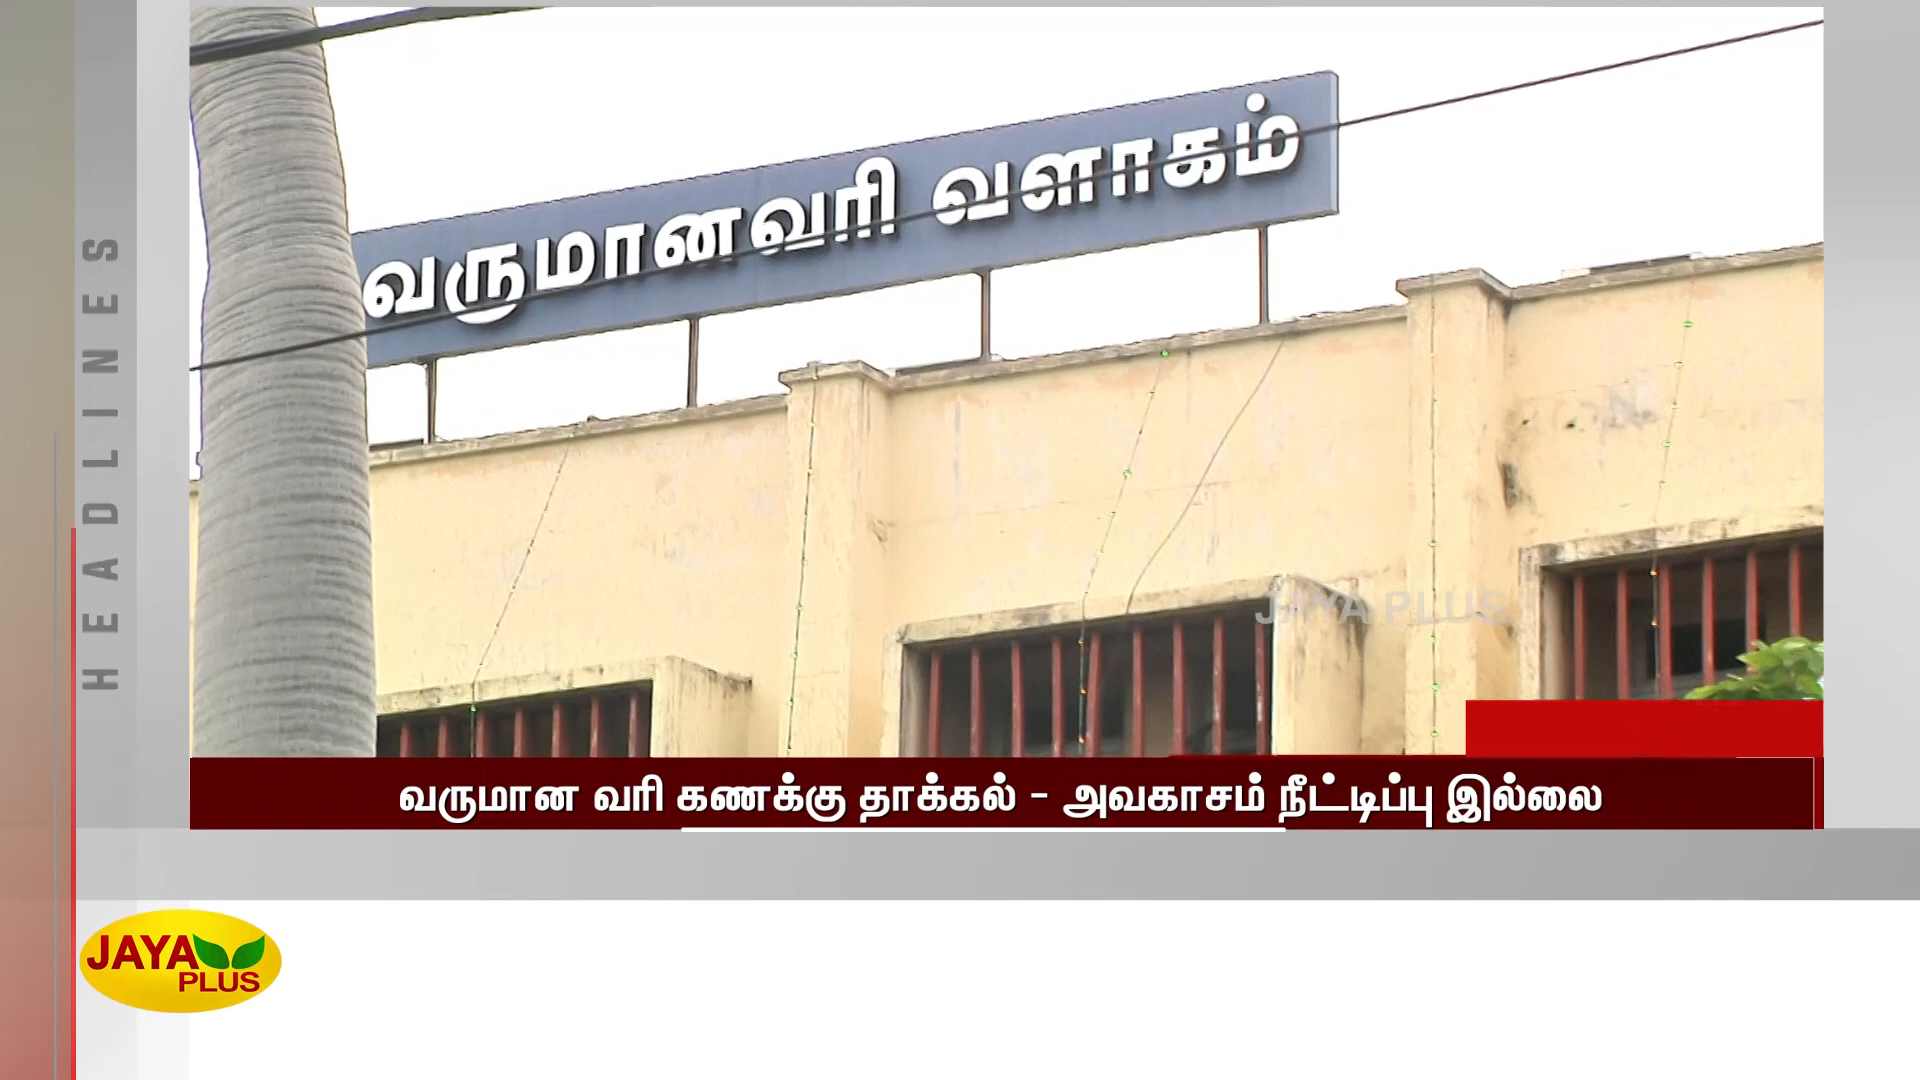 வருமானவரி வளாகம்
HEADLINES
JAYA PLUS
வருமான வரி கணக்கு தாக்கல் - அவகாசம் நீட்டிப்பு இல்லை
JAYA
PLUS